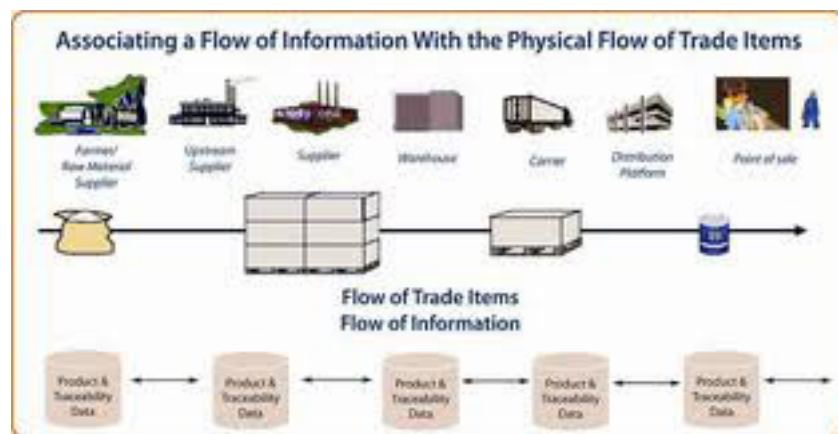 Associating a Flow of Information With the Physical Flow of Trade Items
Farmer/
Raw Material
Supplier
Upstream
Supplier
Supplier
Warehouse
Carrier
Distribution
Platform
Point of sale
Flow of Trade Items
Flow of Information
Product &
Traceability
Data
Product &
Traceability
Data
Product &
Traceability
Data
Product &
Traceability
Data
Product &
Traceability
Data